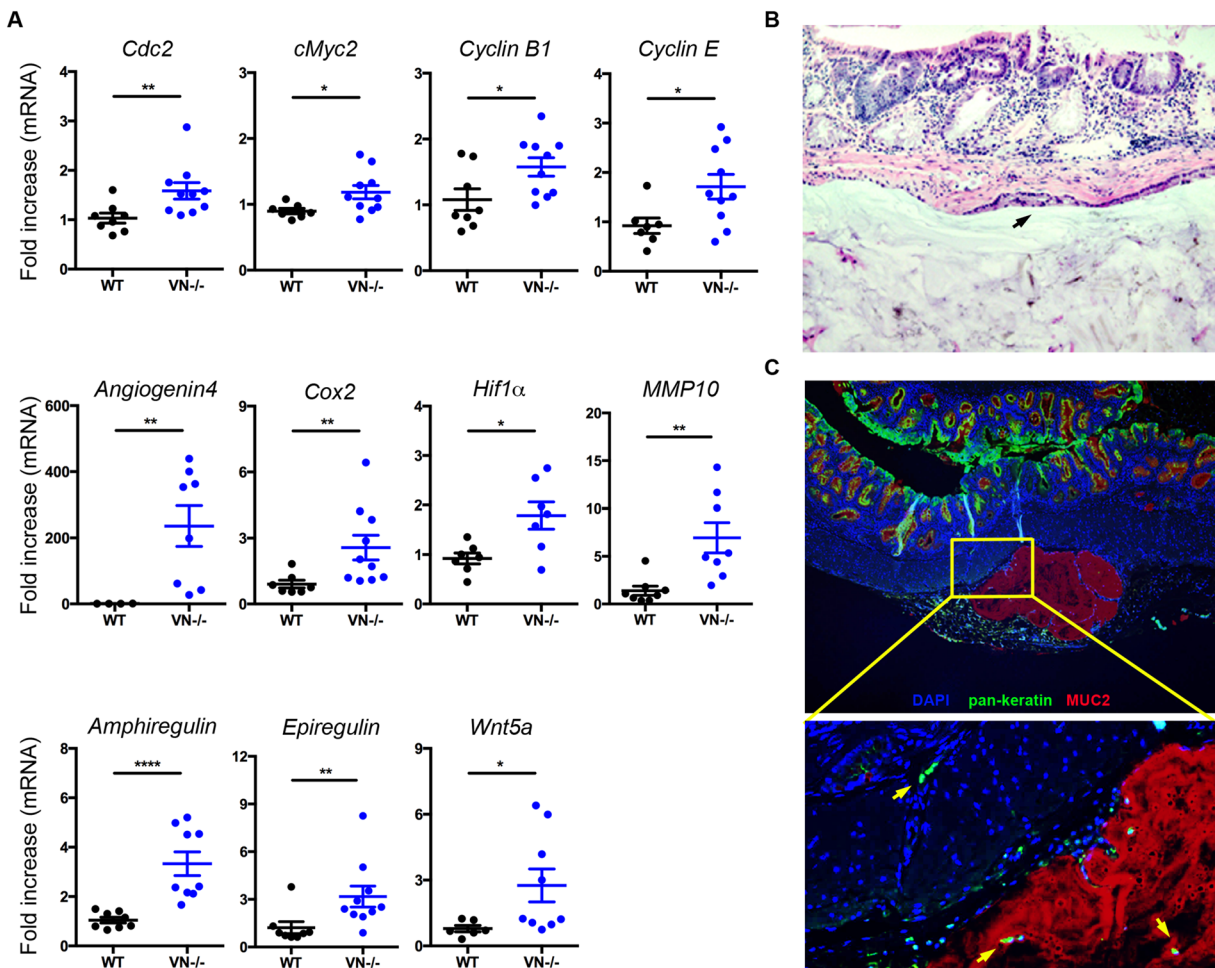 A
B
Cdc2 cMyc2 Cyclin B1 Cyclin E
Fold increase (mRNA)
4 3 3 4
3 2 2 3
2 1 1 2
1 0 0 1
0 0
** * * *
WT VN-/- WT VN-/- WT VN-/- WT VN-/-
C
Angiogenin4 Cox2 Hif1α MMP10
Fold increase (mRNA)
600 9 4 20
400 6 3 15
200 3 2 10
0 0 1 5
0 0
** ** * **
WT VN-/- WT VN-/- WT VN-/- WT VN-/-
DAPI pan-keratin MUC2
Amphiregulin Epiregulin Wnt5a
Fold increase (mRNA)
8 12 9
6 9 6
4 6 3
2 3 0
0 0
**** ** *
WT VN-/- WT VN-/- WT VN-/-